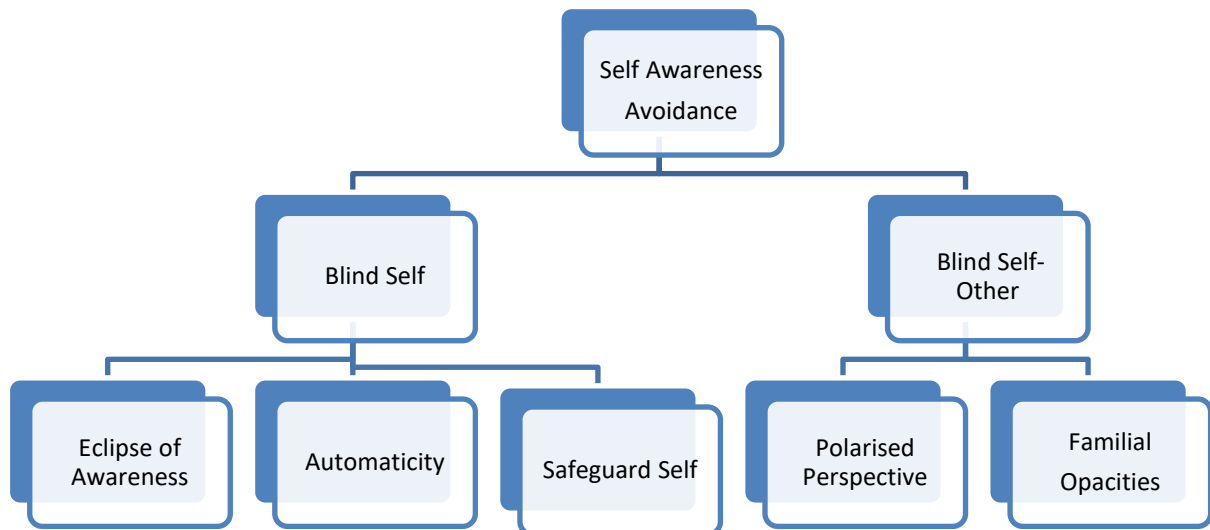 Self Awareness
Avoidance
Blind Self
Blind Self-
Other
Eclipse of
Awareness
Automaticity
Safeguard Self
Polarised
Perspective
Familial
Opacities